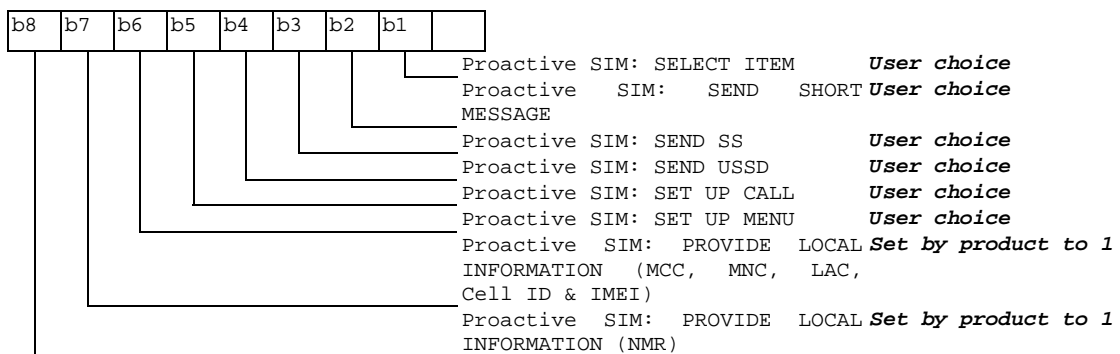 b8 b7 b6 b5 b4 b3 b2 b1
Proactive SIM: SELECT ITEM User choice
Proactive SIM: SEND SHORT User choice
MESSAGE
Proactive SIM: SEND SS User choice
Proactive SIM: SEND USSD User choice
Proactive SIM: SET UP CALL User choice
Proactive SIM: SET UP MENU User choice
Proactive SIM: PROVIDE LOCAL Set by product to 1
INFORMATION (MCC, MNC, LAC,
Cell ID & IMEI)
Proactive SIM: PROVIDE LOCAL Set by product to 1
INFORMATION (NMR)